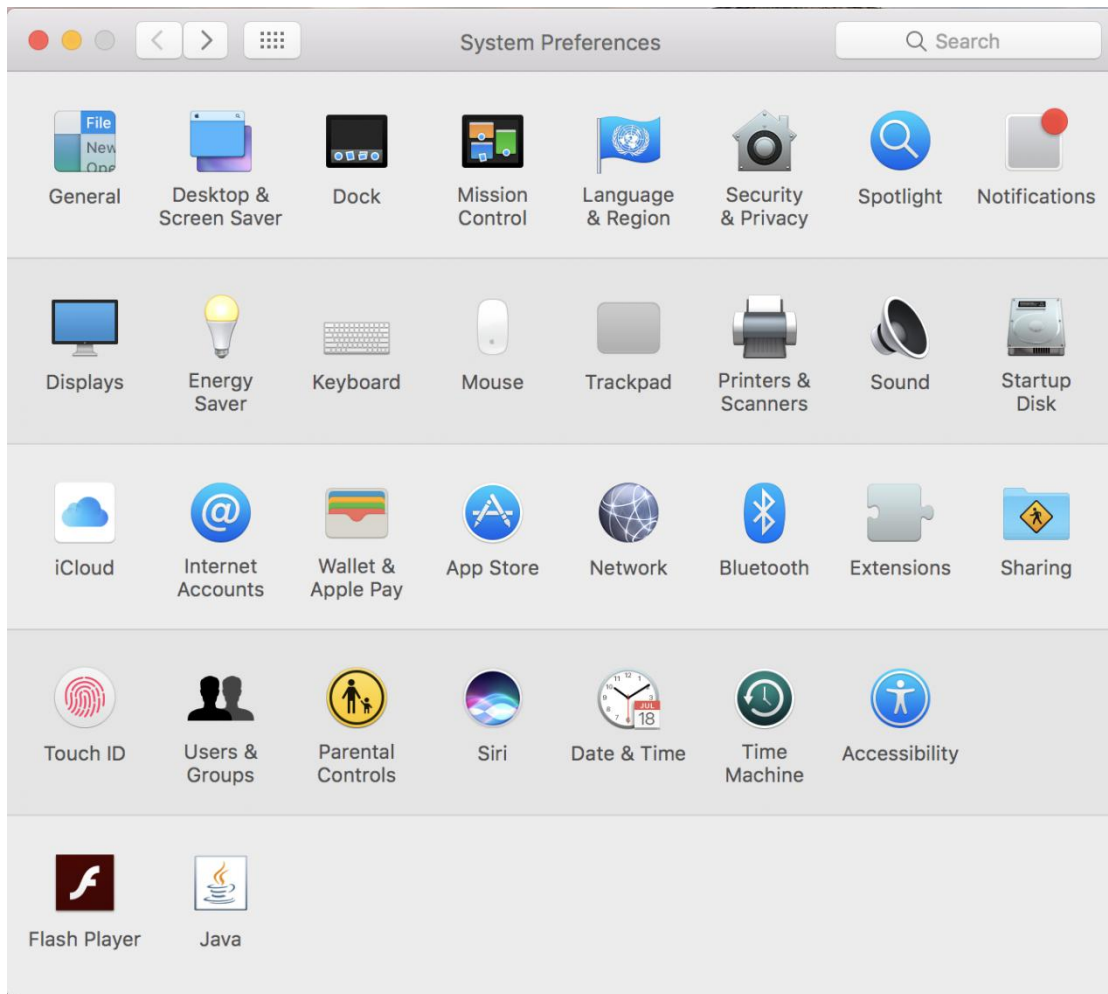 System Preferences
Search
File
New
Ope
General
Desktop &
Screen Saver
Dock
Mission
Control
Language
& Region
Security
& Privacy
Spotlight
Notifications
Displays
Energy
Saver
Keyboard
Mouse
Trackpad
Printers &
Scanners
Sound
Startup
Disk
iCloud
Internet
Accounts
Wallet &
Apple Pay
App Store
Network
Bluetooth
Extensions
Sharing
Touch ID
Users &
Groups
Parental
Controls
Siri
JUL
18
Date & Time
Time
Machine
Accessibility
Flash Player
Java